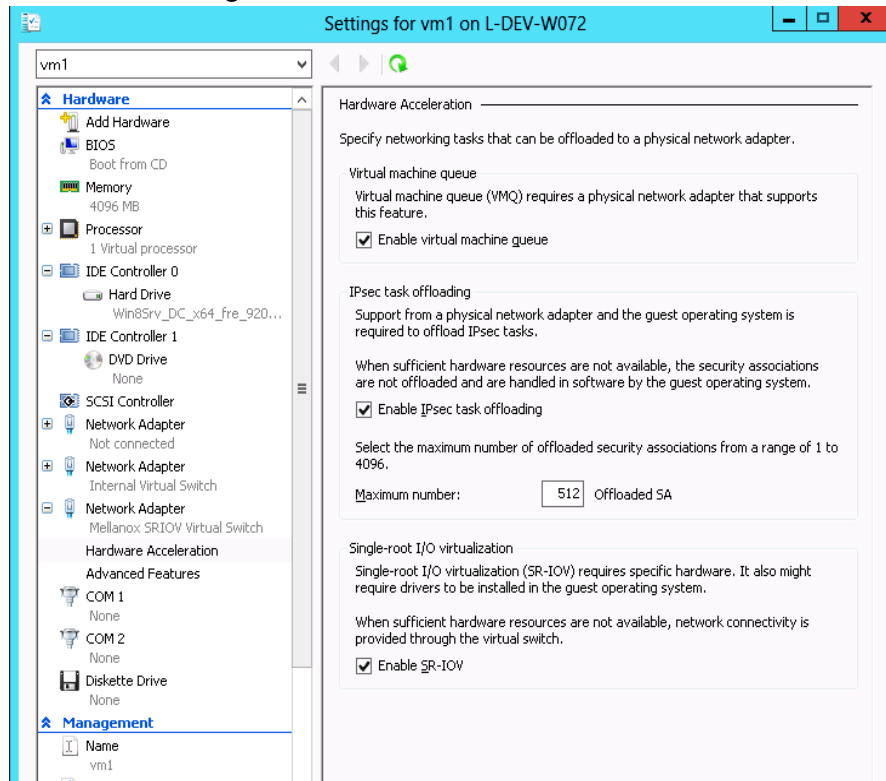 Settings for vm1 on L-DEV-W072
vm1
Hardware
Add Hardware
BIOS
Boot from CD
Memory
4096 MB
Processor
1 Virtual processor
IDE Controller 0
Hard Drive
Win8Srv_DC_x64_fre_920...
IDE Controller 1
DVD Drive
None
SCSI Controller
Network Adapter
Not connected
Network Adapter
Internal Virtual Switch
Network Adapter
Mellanox SRIOV Virtual Switch
Hardware Acceleration
Advanced Features
COM 1
None
COM 2
None
Diskette Drive
None
Management
Name
vm1
Hardware Acceleration
Specify networking tasks that can be offloaded to a physical network adapter.
Virtual machine queue
Virtual machine queue (VMQ) requires a physical network adapter that supports
this feature.
Enable virtual machine queue
IPsec task offloading
Support from a physical network adapter and the guest operating system is
required to offload IPsec tasks.
When sufficient hardware resources are not available, the security associations
are not offloaded and are handled in software by the guest operating system.
Enable IPsec task offloading
Select the maximum number of offloaded security associations from a range of 1 to
4096.
Maximum number: 512 Offloaded SA
Single-root I/O virtualization
Single-root I/O virtualization (SR-IOV) requires specific hardware. It also might
require drivers to be installed in the guest operating system.
When sufficient hardware resources are not available, network connectivity is
provided through the virtual switch.
Enable SR-IOV